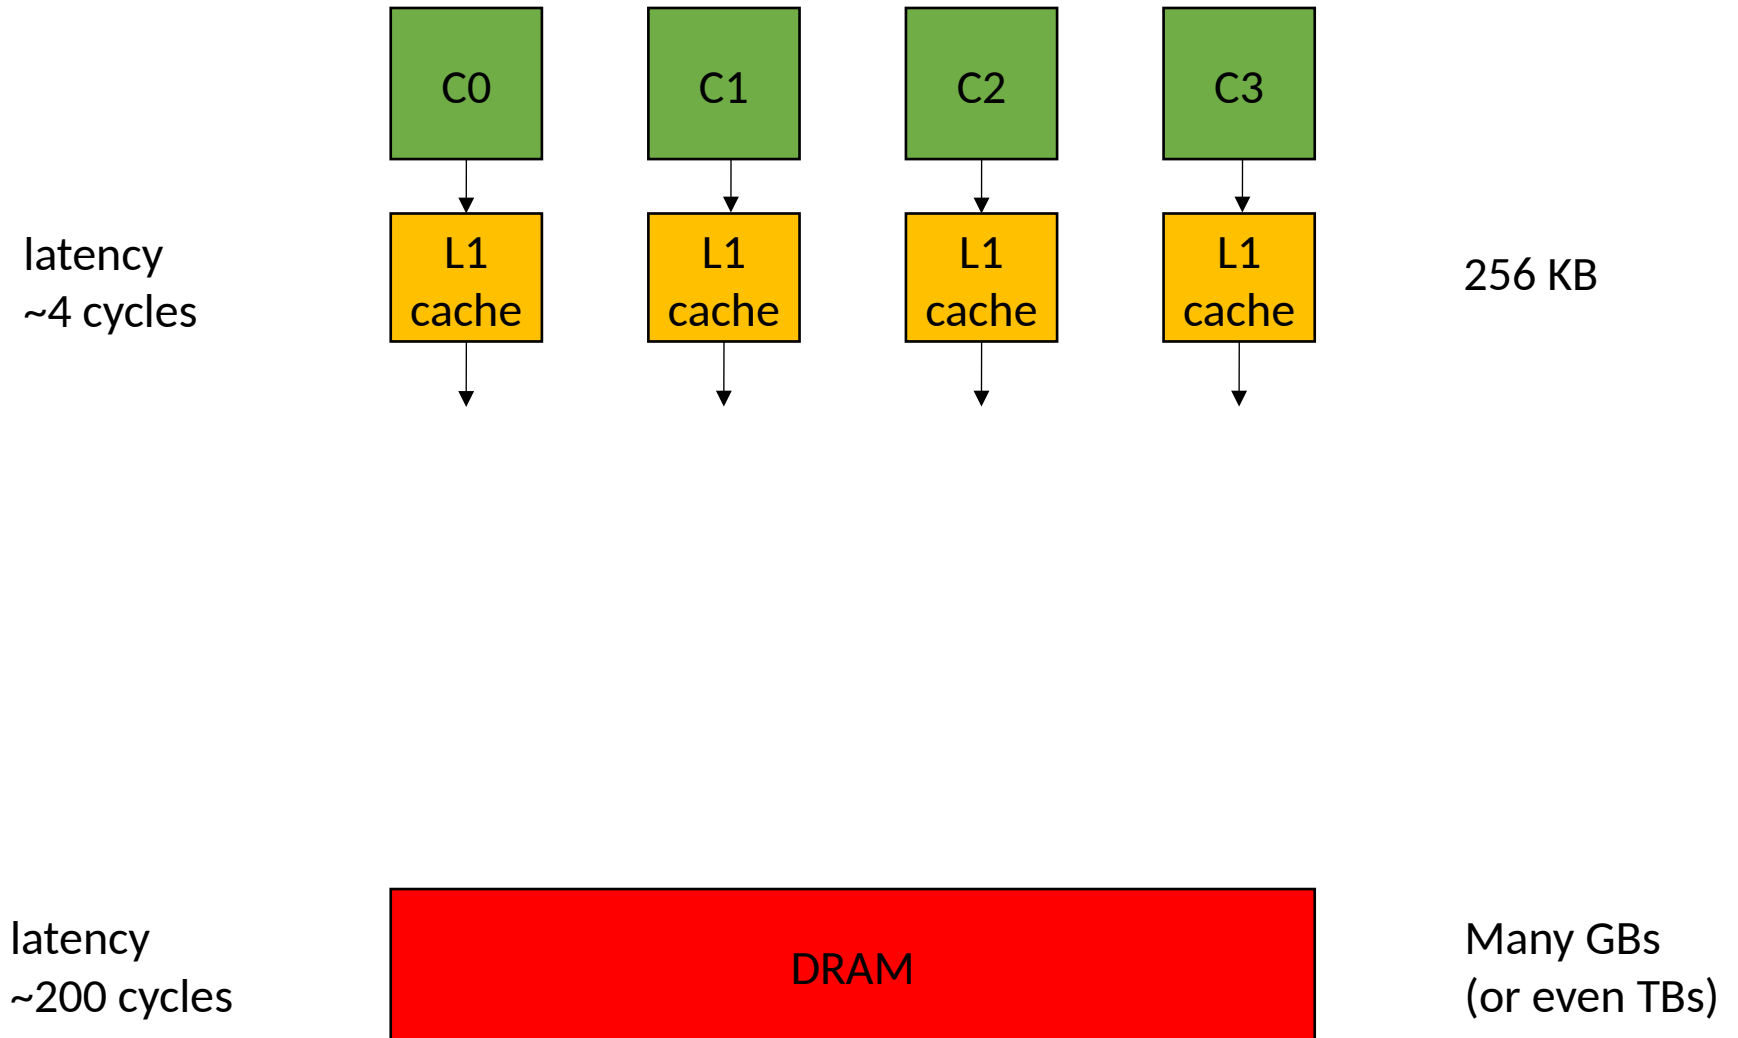 C0
C1
C2
C3
latency
~4 cycles
L1
cache
L1
cache
L1
cache
L1
cache
256 KB
latency
~200 cycles
DRAM
Many GBs
(or even TBs)